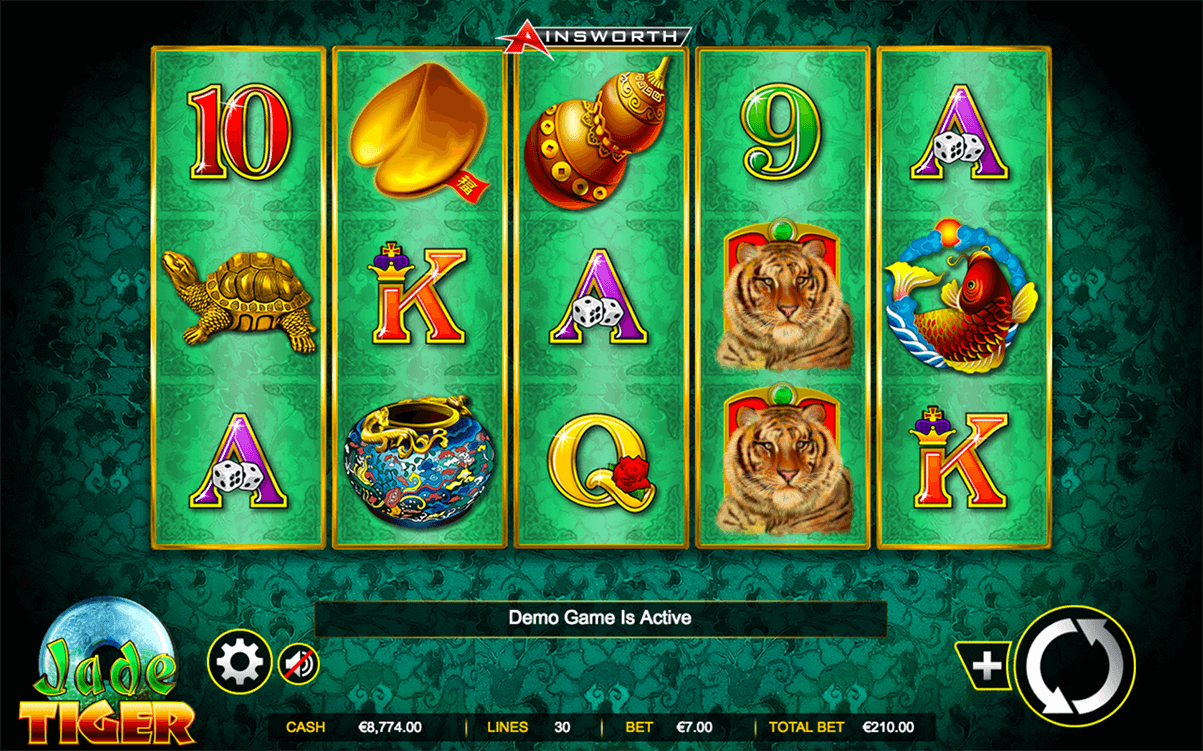 AINSWORTH
10
9
A
福
K
A
A
Q
K
Demo Game Is Active
Jade
TIGER
CASH €8,774.00 LINES 30 BET €7.00 TOTAL BET €210.00